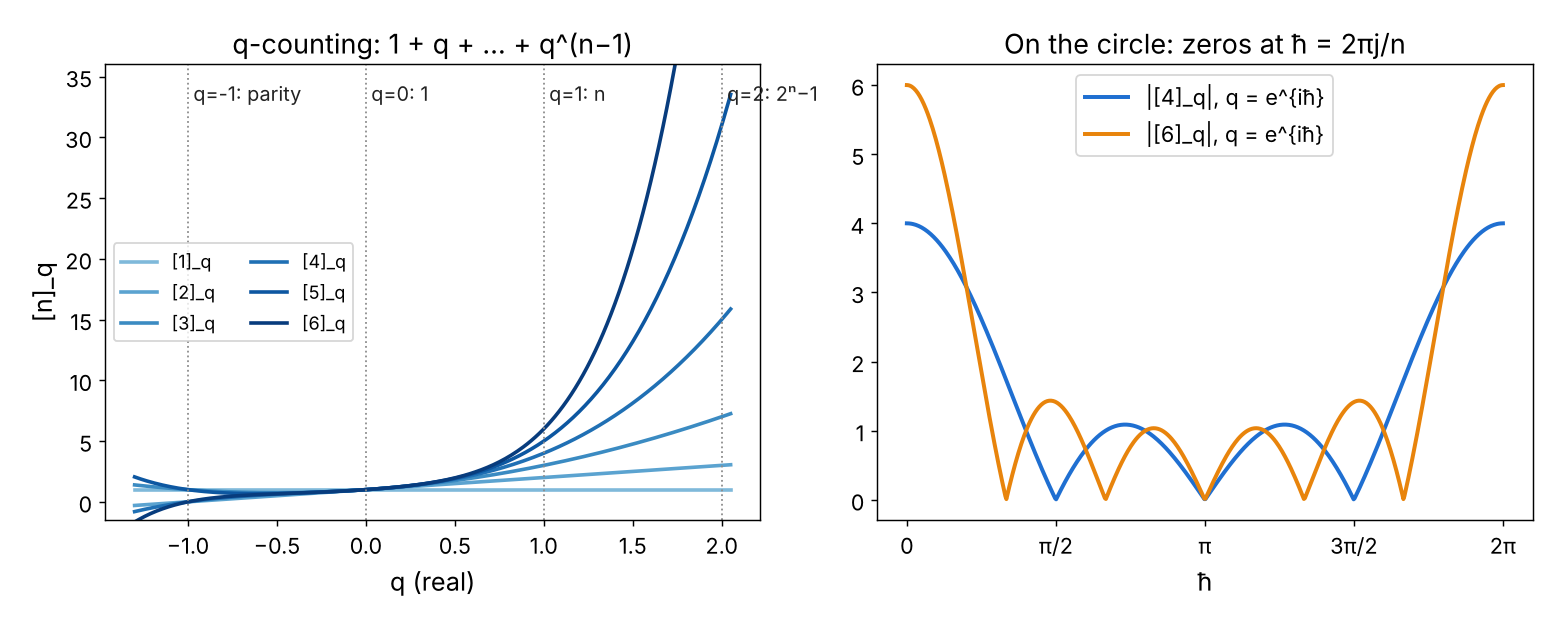 q-counting: 1 + q + … + q^(n−1)
q=-1: parity
q=0: 1
q=1: n
q=2: 2ⁿ−1
35
30
25
20
15
10
5
0
[n]_q
[1]_q
[2]_q
[3]_q
[4]_q
[5]_q
[6]_q
−1.0
−0.5
0.0
0.5
1.0
1.5
2.0
q (real)
On the circle: zeros at ħ = 2πj/n
|[4]_q|, q = e^{iħ}
|[6]_q|, q = e^{iħ}
6
5
4
3
2
1
0
0
π/2
π
3π/2
2π
ħ